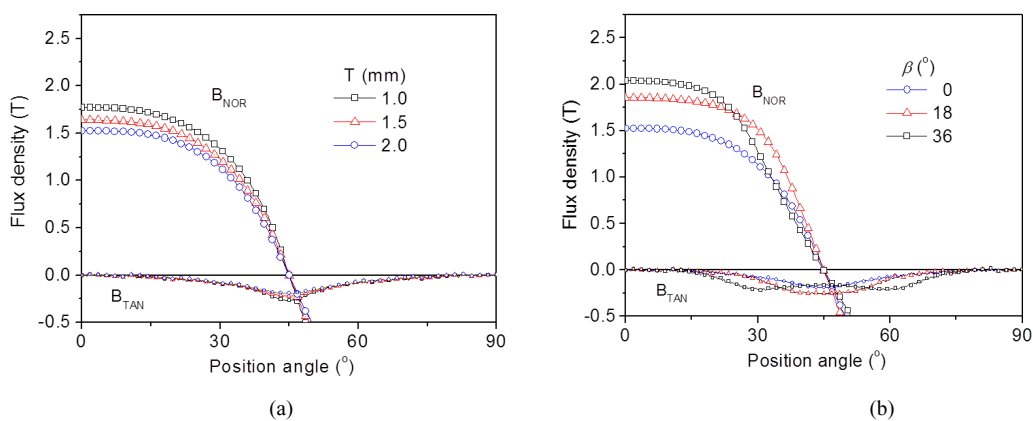 (a)
2.5
2.0
1.5
1.0
0.5
0.0
-0.5
Flux density (T)
B_NOR
T (mm)
1.0
1.5
2.0
B_TAN
0 30 60 90
Position angle (°)
(a)
(b)
2.5
2.0
1.5
1.0
0.5
0.0
-0.5
Flux density (T)
B_NOR
β (°)
0
18
36
B_TAN
0 30 60 90
Position angle (°)
(b)